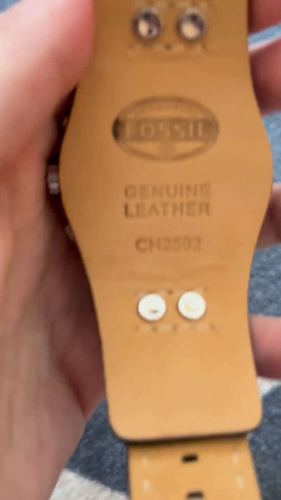 FOSSIL
GENUINE
LEATHER
CH2592